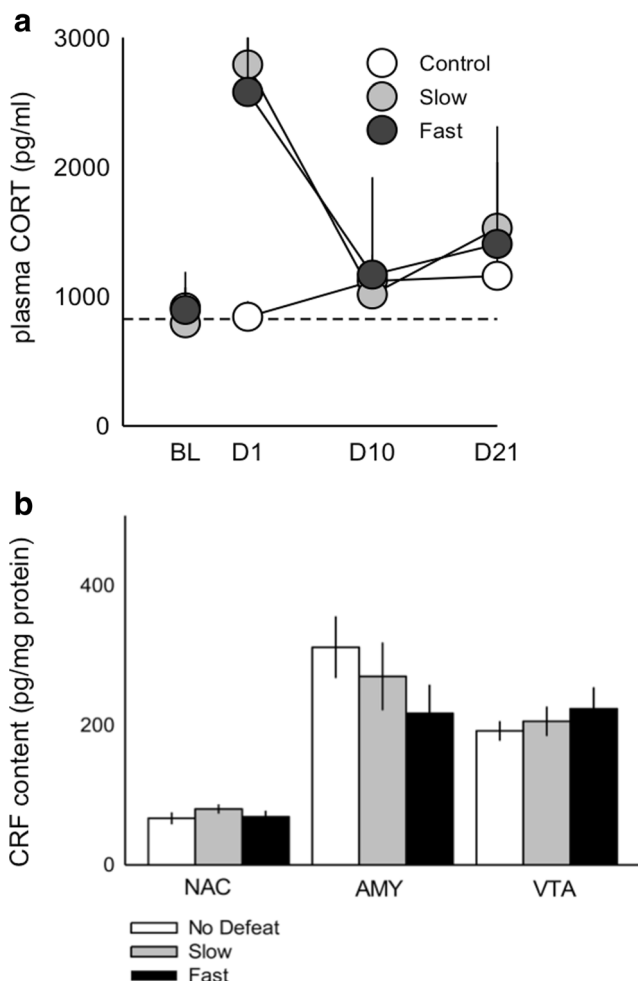 a
plasma CORT (pg/ml)
3000
2000
1000
0
Control
Slow
Fast
BL D1 D10 D21
b
CRF content (pg/mg protein)
400
200
0
NAC AMY VTA
No Defeat
Slow
Fast